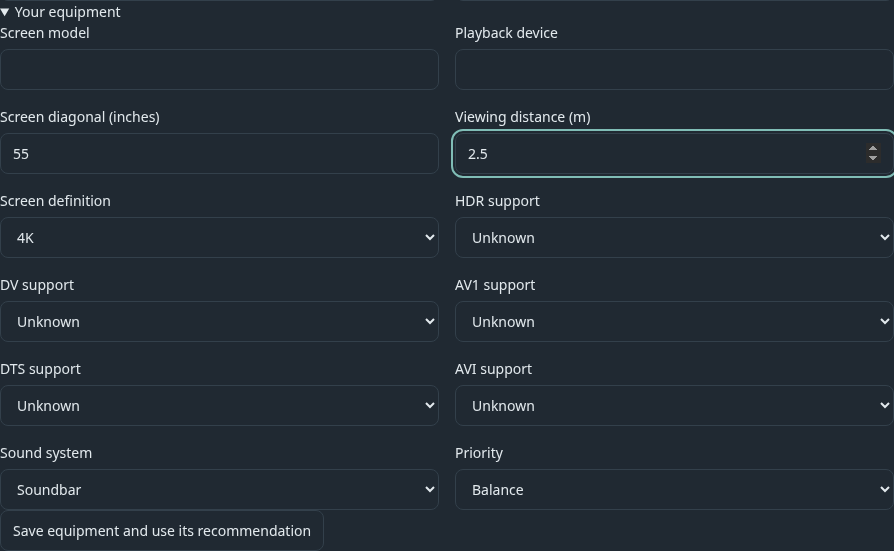 Your equipment
Screen model
Playback device
Screen diagonal (inches)
Viewing distance (m)
55
2.5
Screen definition
HDR support
4K
Unknown
DV support
AV1 support
Unknown
Unknown
DTS support
AVI support
Unknown
Unknown
Sound system
Priority
Soundbar
Balance
Save equipment and use its recommendation